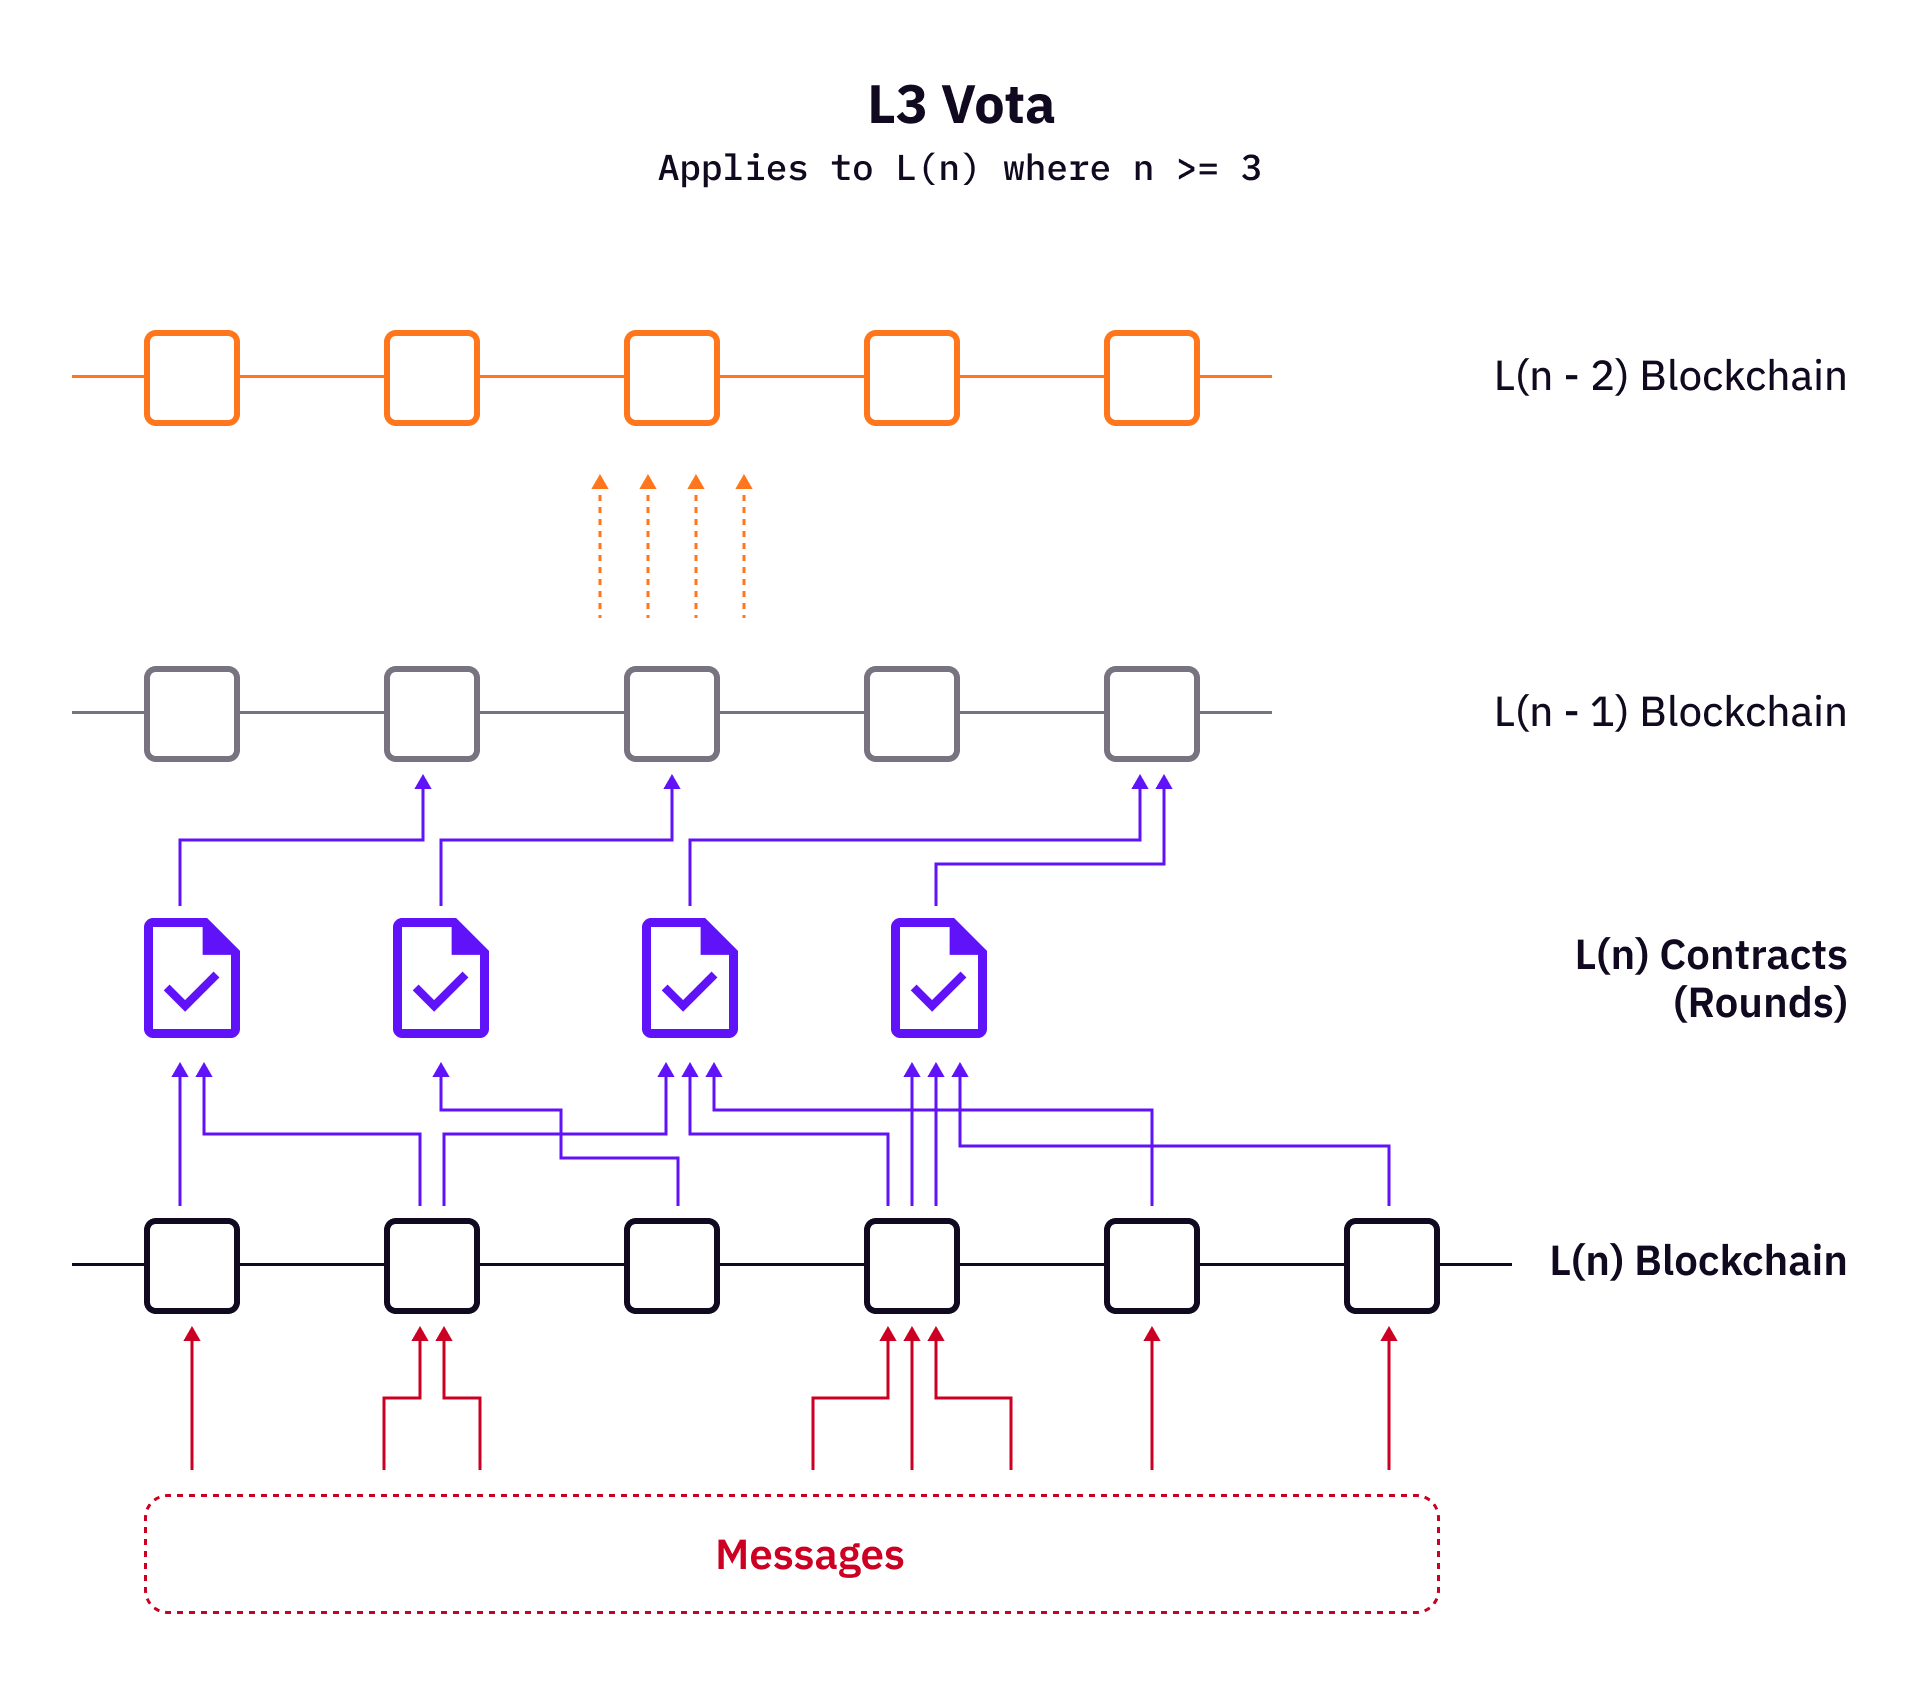 L3 Vota
Applies to L(n) where n >= 3
L(n - 2) Blockchain
L(n - 1) Blockchain
L(n) Contracts
(Rounds)
L(n) Blockchain
Messages